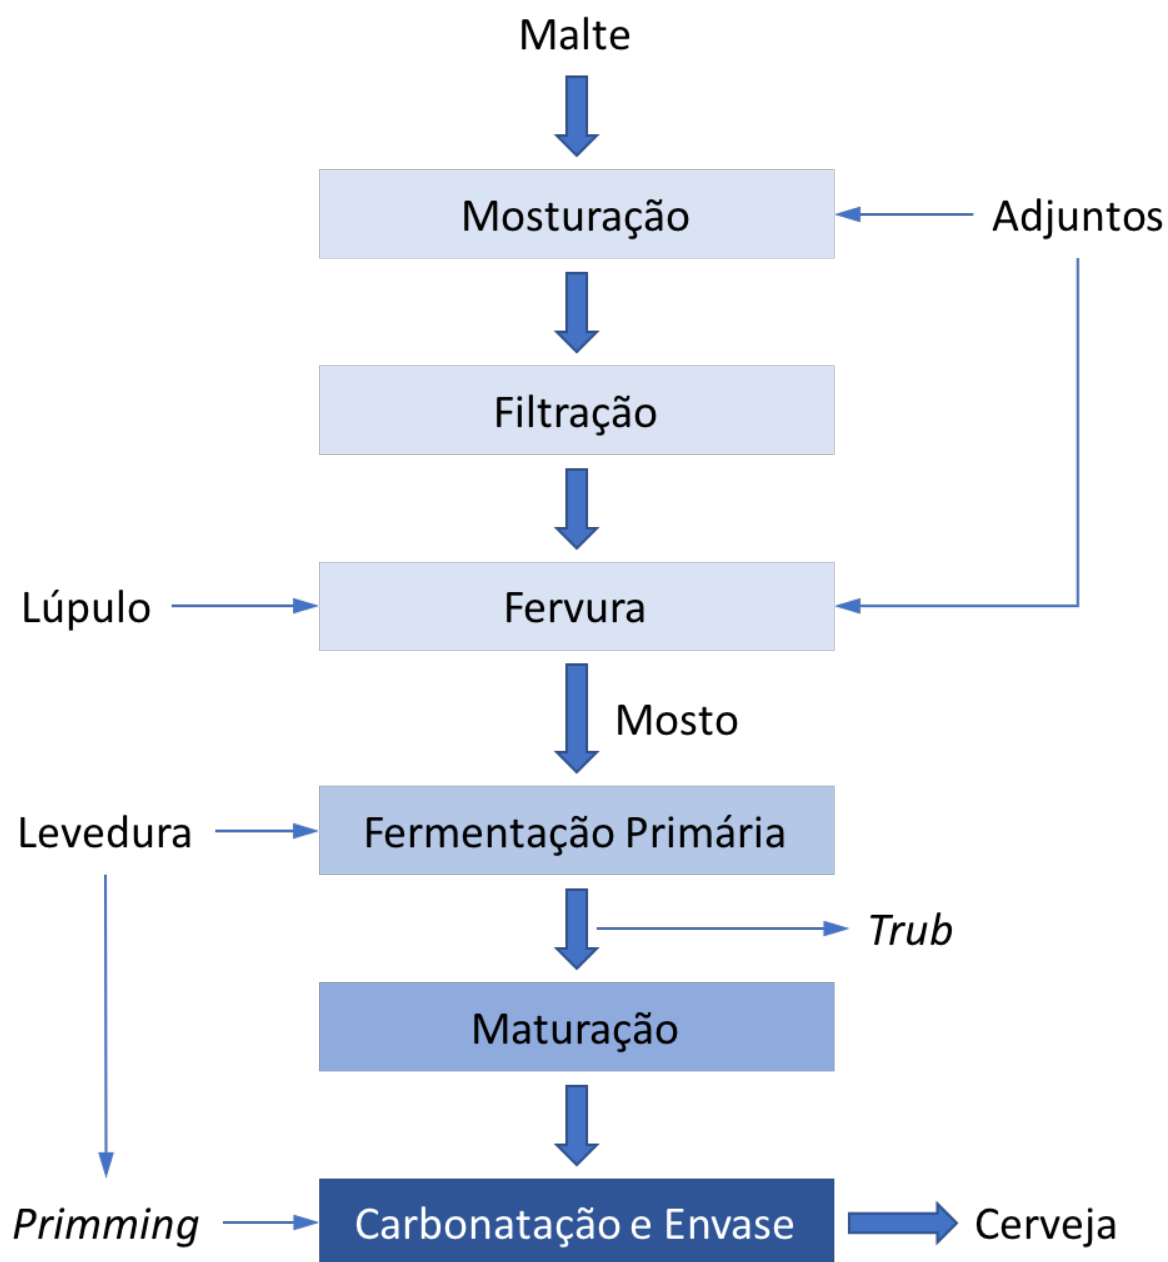 Malte
Mosturação
Adjuntos
Filtração
Lúpulo
Fervura
Mosto
Levedura
Fermentação Primária
Trub
Maturação
Primming
Carbonatação e Envase
Cerveja